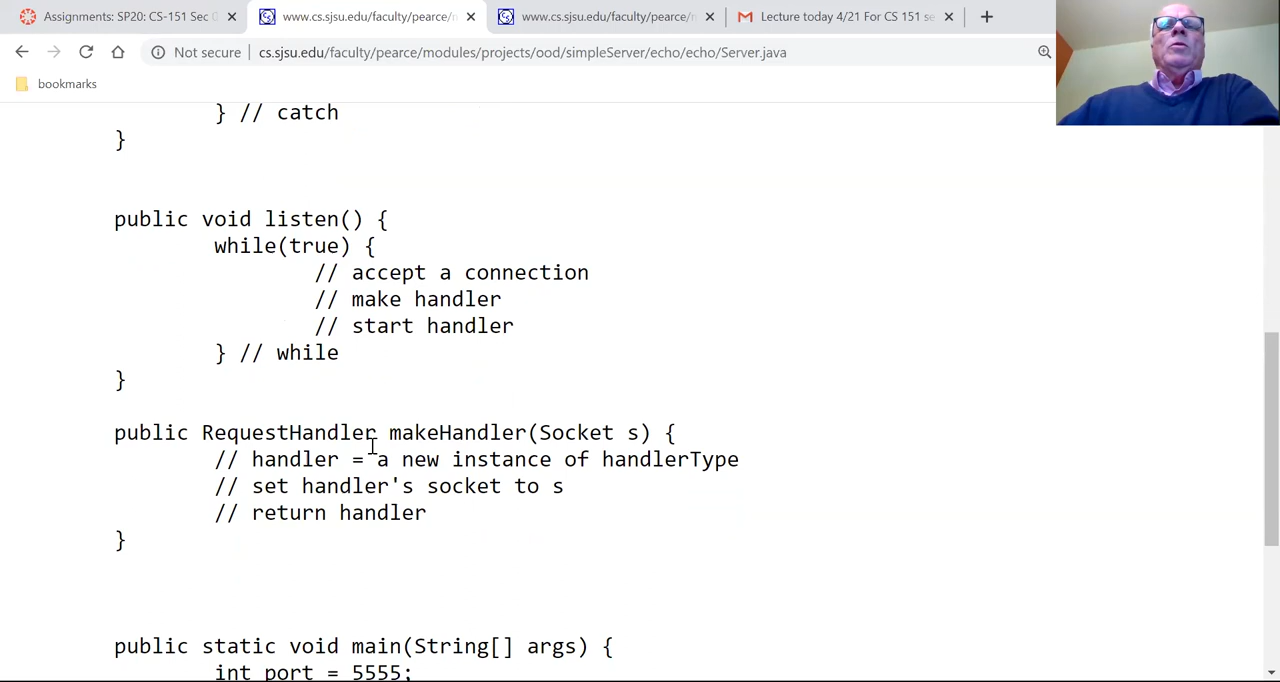 Assignments: SP20: CS-151 Sec
www.cs.sjsu.edu/faculty/pearce/
www.cs.sjsu.edu/faculty/pearce/
Lecture today 4/21 For CS 151 se
Not secure
cs.sjsu.edu/faculty/pearce/modules/projects/ood/simpleServer/echo/echo/Server.java
bookmarks
} // catch
}
public void listen() {
while(true) {
// accept a connection
// make handler
// start handler
} // while
}
public RequestHandler makeHandler(Socket s) {
// handler = a new instance of handlerType
// set handler's socket to s
// return handler
}
public static void main(String[] args) {
int port = 5555;